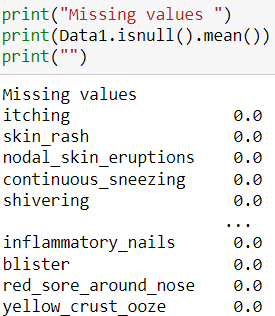 print("Missing values ")
print(Data1.isnull().mean())
print("")
Missing values
itching 0.0
skin_rash 0.0
nodal_skin_eruptions 0.0
continuous_sneezing 0.0
shivering 0.0
...
inflammatory_nails 0.0
blister 0.0
red_sore_around_nose 0.0
yellow_crust_ooze 0.0